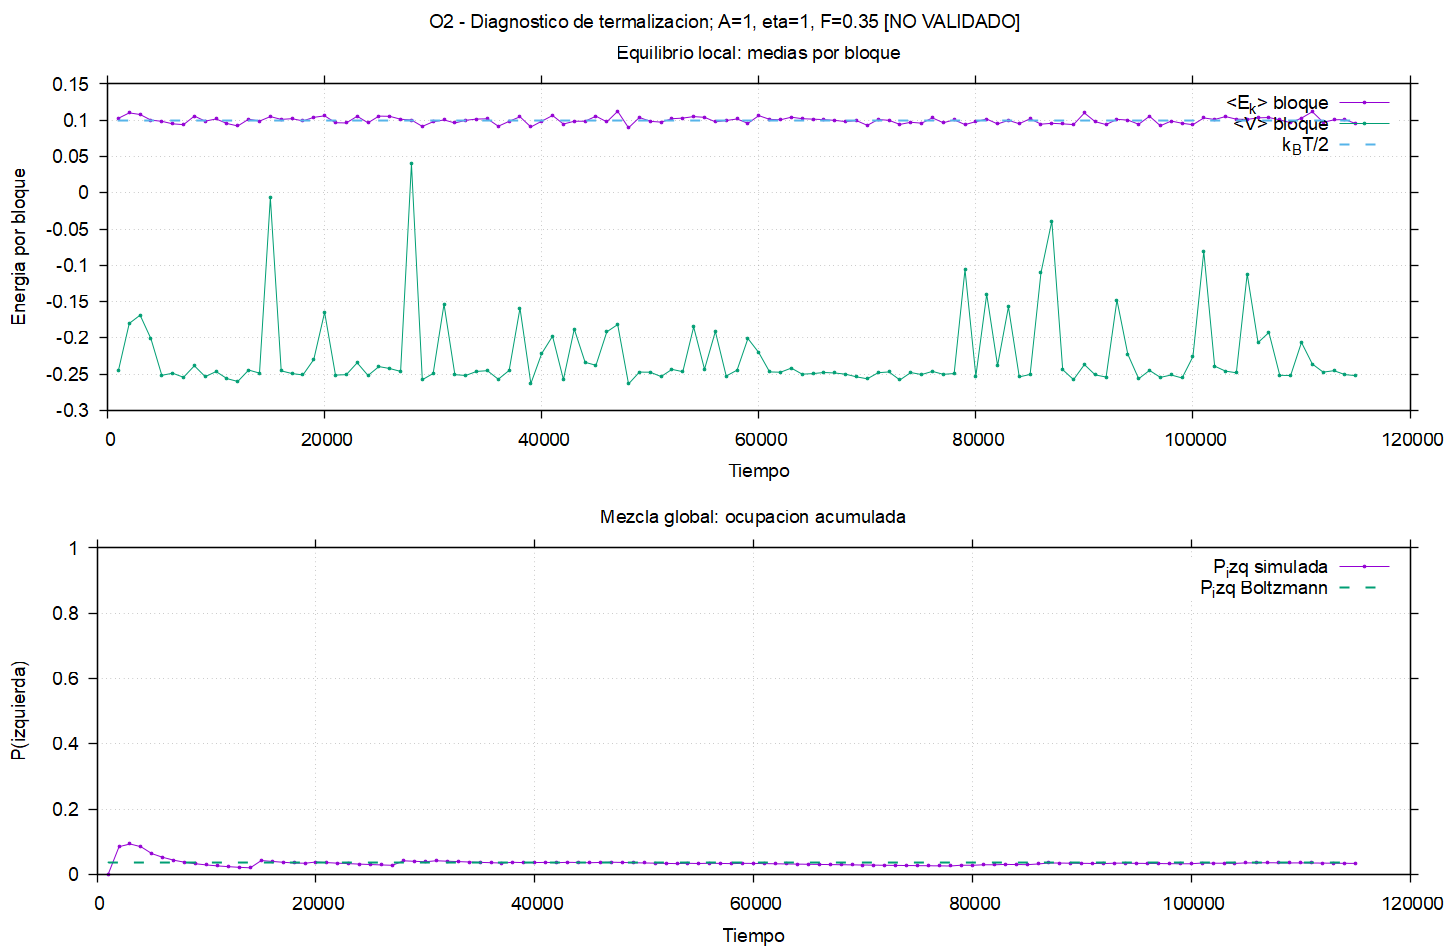 O2 - Diagnostico de termalizacion; A=1, eta=1, F=0.35 [NO VALIDADO]
Equilibrio local: medias por bloque
0.15
0.1
0.05
0
-0.05
-0.1
-0.15
-0.2
-0.25
-0.3
Energia por bloque
<Ek> bloque
<V> bloque
kBT/2
0 20000 40000 60000 80000 100000 120000
Tiempo
Mezcla global: ocupacion acumulada
1
0.8
0.6
0.4
0.2
0
P(izquierda)
Pizq simulada
Pizq Boltzmann
0 20000 40000 60000 80000 100000 120000
Tiempo